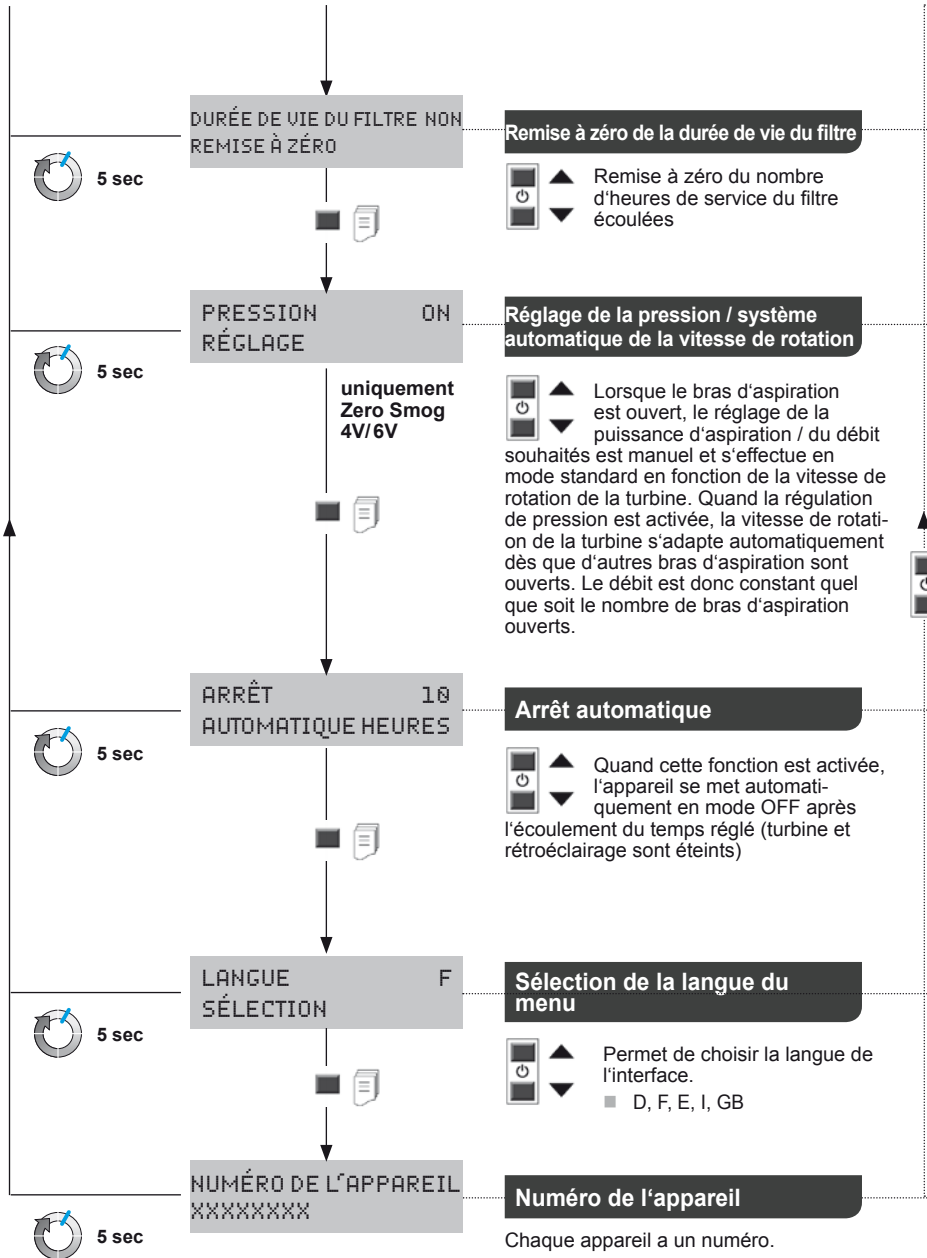 DURÉE DE VIE DU FILTRE NON
REMISE À ZÉRO
5 sec
Remise à zéro de la durée de vie du filtre
Remise à zéro du nombre
d‘heures de service du filtre
écoulées
PRESSION ON
RÉGLAGE
5 sec
uniquement
Zero Smog
4V/6V
Réglage de la pression / système
automatique de la vitesse de rotation
Lorsque le bras d‘aspiration
est ouvert, le réglage de la
puissance d‘aspiration / du débit
souhaités est manuel et s‘effectue en
mode standard en fonction de la vitesse de
rotation de la turbine. Quand la régulation
de pression est activée, la vitesse de rotati-
on de la turbine s‘adapte automatiquement
dès que d‘autres bras d‘aspiration sont
ouverts. Le débit est donc constant quel
que soit le nombre de bras d‘aspiration
ouverts.
ARRÊT 10
AUTOMATIQUE HEURES
5 sec
Arrêt automatique
Quand cette fonction est activée,
l‘appareil se met automati-
quement en mode OFF après
l‘écoulement du temps réglé (turbine et
rétroéclairage sont éteints)
LANGUE F
SÉLECTION
5 sec
Sélection de la langue du
menu
Permet de choisir la langue de
l‘interface.
D, F, E, I, GB
NUMÉRO DE L'APPAREIL
XXXXXXXX
5 sec
Numéro de l‘appareil
Chaque appareil a un numéro.